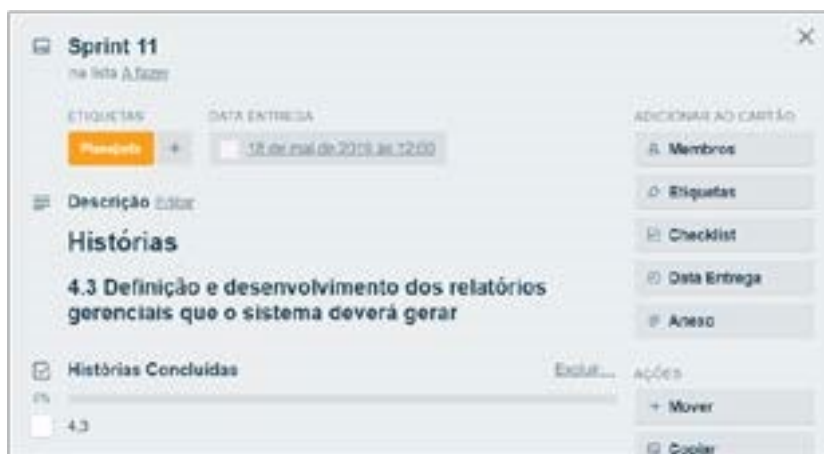 Sprint 11
na lista A fazer
ETIQUETAS
DATA ENTREGA
Planejado +
18 de mai de 2019 às 12:00
Descrição Editar
Histórias
4.3 Definição e desenvolvimento dos relatórios
gerenciais que o sistema deverá gerar
Histórias Concluídas
Excluir...
0%
4.3
ADICIONAR AO CARTÃO
Membros
Etiquetas
Checklist
Data Entrega
Anexo
AÇÕES
Mover
Copiar